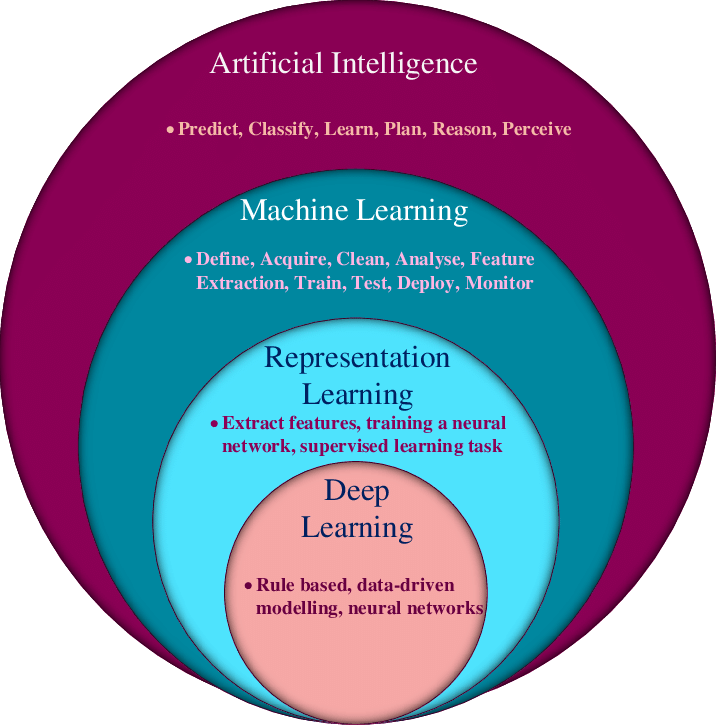 Artificial Intelligence
• Predict, Classify, Learn, Plan, Reason, Perceive
Machine Learning
• Define, Acquire, Clean, Analyse, Feature
Extraction, Train, Test, Deploy, Monitor
Representation
Learning
• Extract features, training a neural
network, supervised learning task
Deep
Learning
• Rule based, data-driven
modelling, neural networks